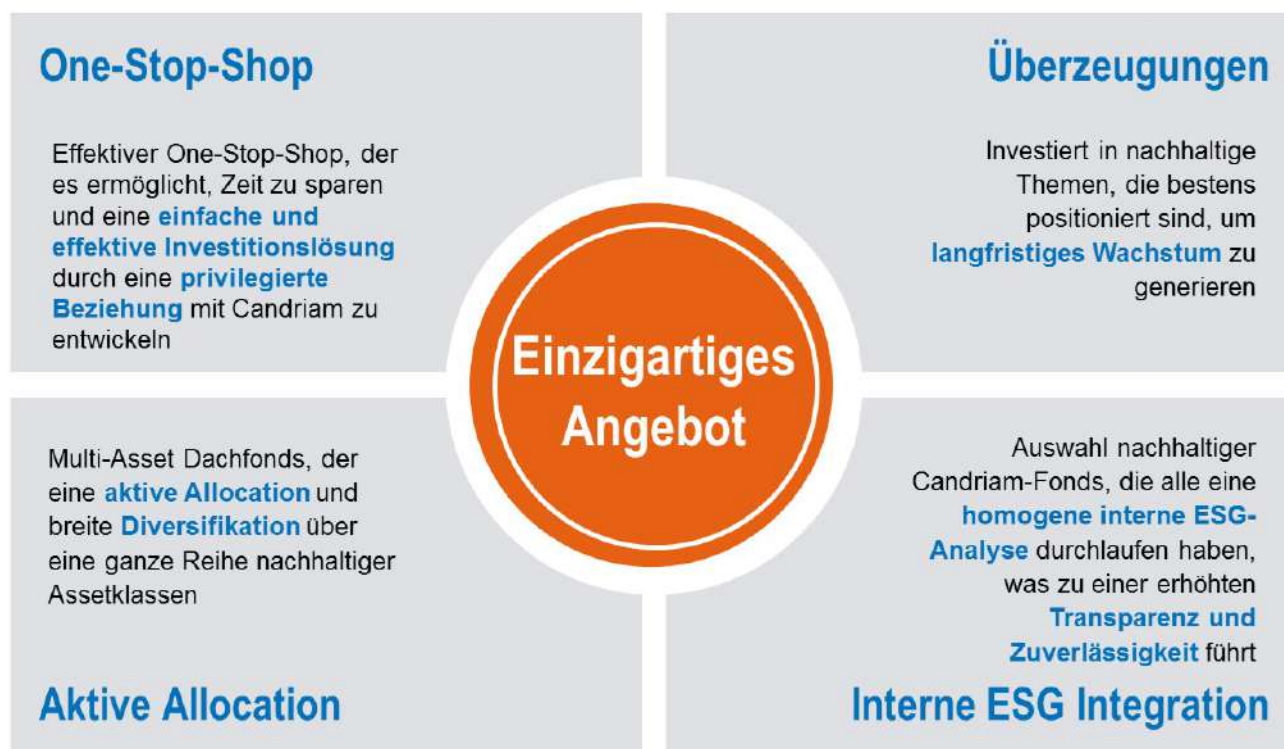 One-Stop-Shop
Effektiver One-Stop-Shop, der
es ermöglicht, Zeit zu sparen
und eine einfache und
effektive Investitionslösung
durch eine privilegierte
Beziehung mit Candriam zu
entwickeln
Überzeugungen
Investiert in nachhaltige
Themen, die bestens
positioniert sind, um
langfristiges Wachstum zu
generieren
Einzigartiges
Angebot
Multi-Asset Dachfonds, der
eine aktive Allocation und
breite Diversifikation über
eine ganze Reihe nachhaltiger
Assetklassen
Aktive Allocation
Auswahl nachhaltiger
Candriam-Fonds, die alle eine
homogene interne ESG-
Analyse durchlaufen haben,
was zu einer erhöhten
Transparenz und
Zuverlässigkeit führt
Interne ESG Integration